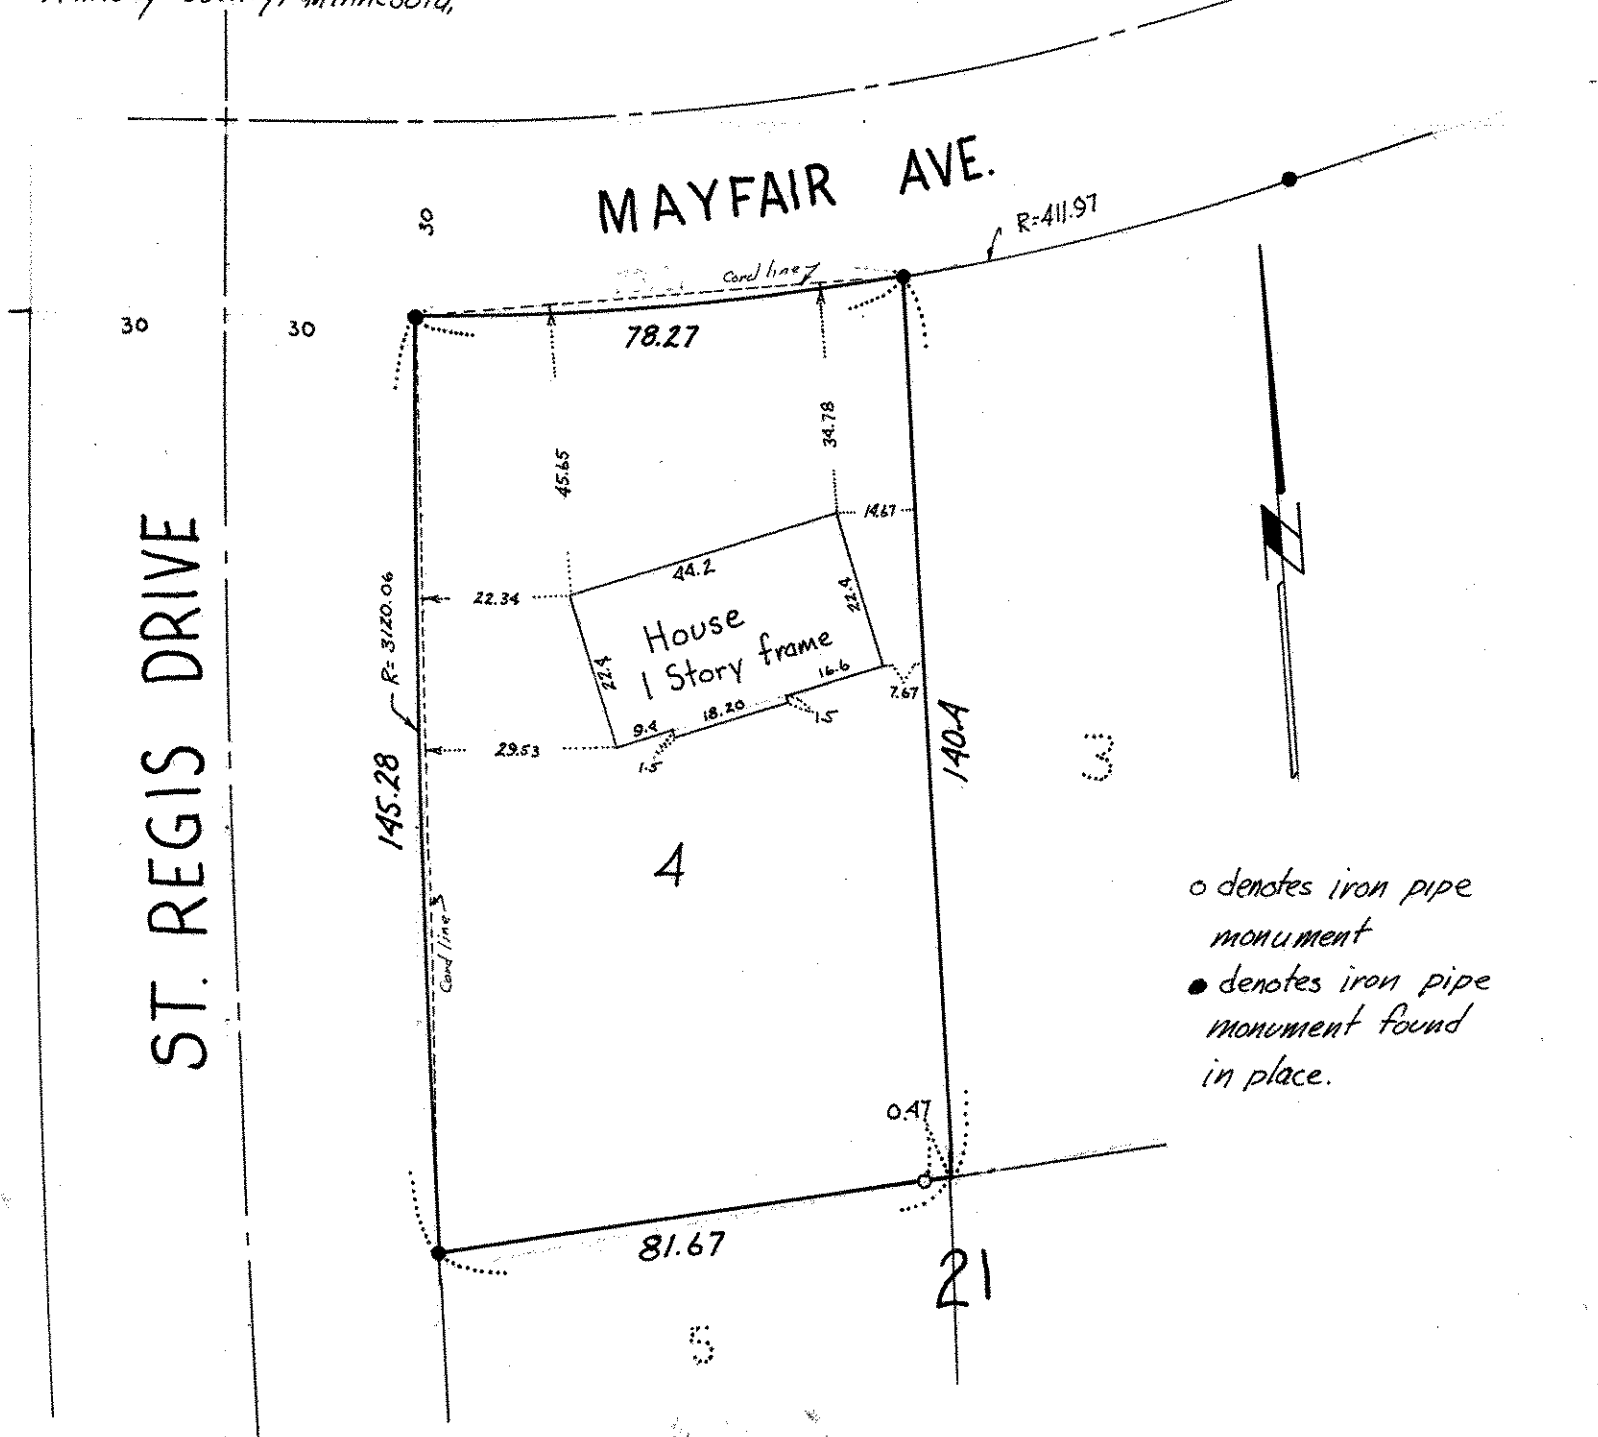 Minnesota,
MAYFAIR AVE.
30
R=411.97
Cord line
30
30
78.27
45.65
34.78
14.67
44.2
22.34
22.4
22.4
R= 3120.06
House
1 Story frame
16.6
7.67
18.20
1.5
9.4
1.5
29.53
ST. REGIS DRIVE
145.28
140.4
3
4
Cord line
o denotes iron pipe
monument
● denotes iron pipe
monument found
in place.
0.47
81.67
21
5